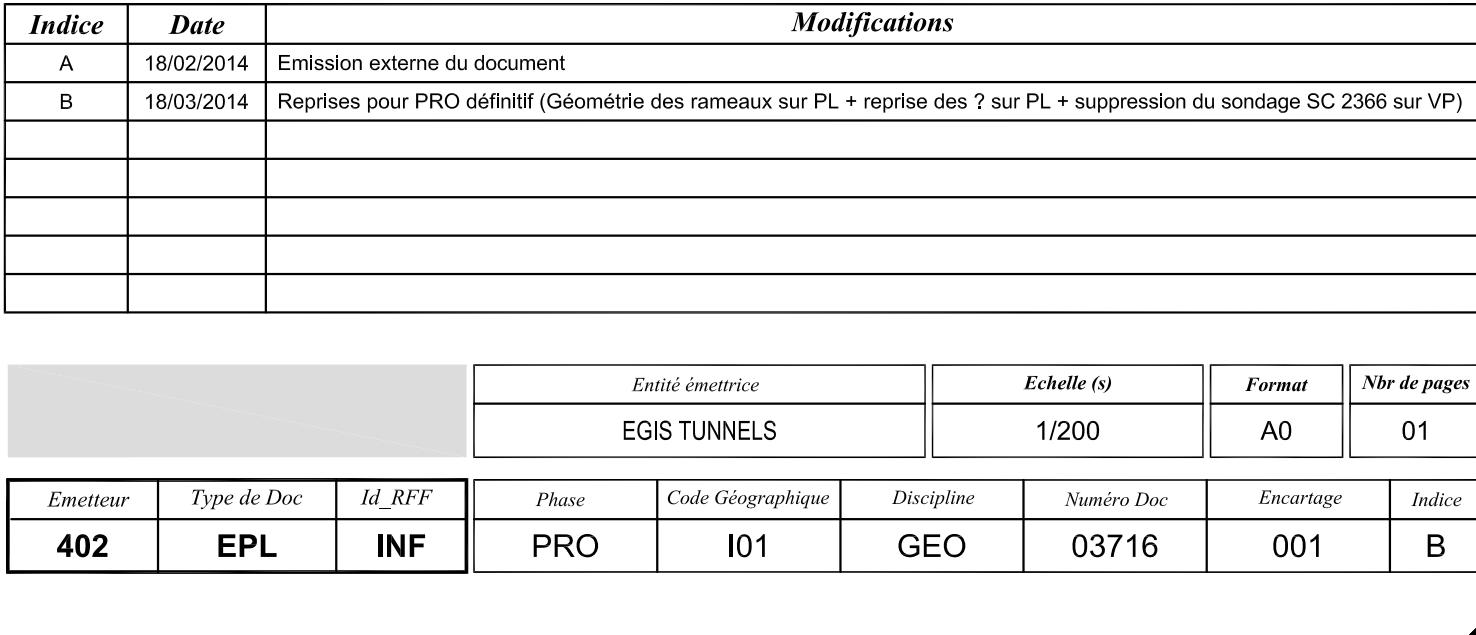 Indice Date Modifications
A 18/02/2014 Emission externe du document
B 18/03/2014 Reprises pour PRO définitif (Géométrie des rameaux sur PL + reprise des ? sur PL + suppression du sondage SC 2366 sur VP)
Entité émettrice Echelle (s) Format Nbr de pages
EGIS TUNNELS 1/200 A0 01
Emetteur Type de Doc Id_RFF Phase Code Géographique Discipline Numéro Doc Encartage Indice
402 EPL INF PRO I01 GEO 03716 001 B